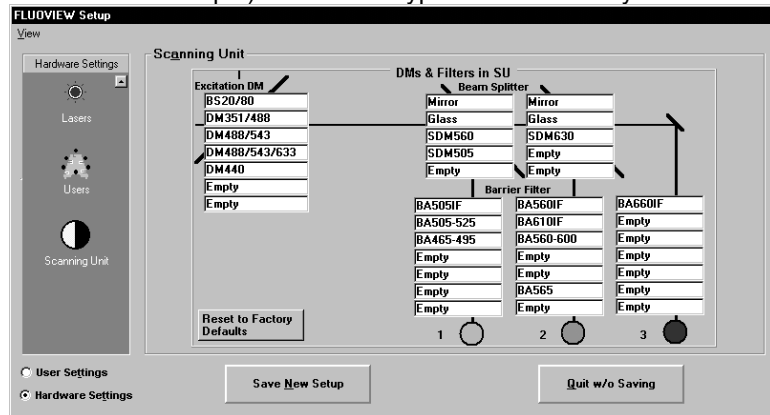 FLUOVIEW Setup
View
Hardware Settings
Lasers
Users
Scanning Unit
User Settings
Hardware Settings
Scanning Unit
DMs & Filters in SU
Excitation DM
BS20/80
DM351/488
DM488/543
DM488/543/633
DM440
Empty
Empty
Beam Splitter
Mirror
Glass
SDM560
SDM505
Empty
Mirror
Glass
SDM630
Empty
Empty
Barrier Filter
BA505IF
BA505-525
BA465-495
Empty
Empty
Empty
Empty
BA560IF
BA610IF
BA560-600
Empty
Empty
BA565
Empty
BA660IF
Empty
Empty
Empty
Empty
Empty
Empty
1
2
3
Reset to Factory
Defaults
Save New Setup
Quit w/o Saving